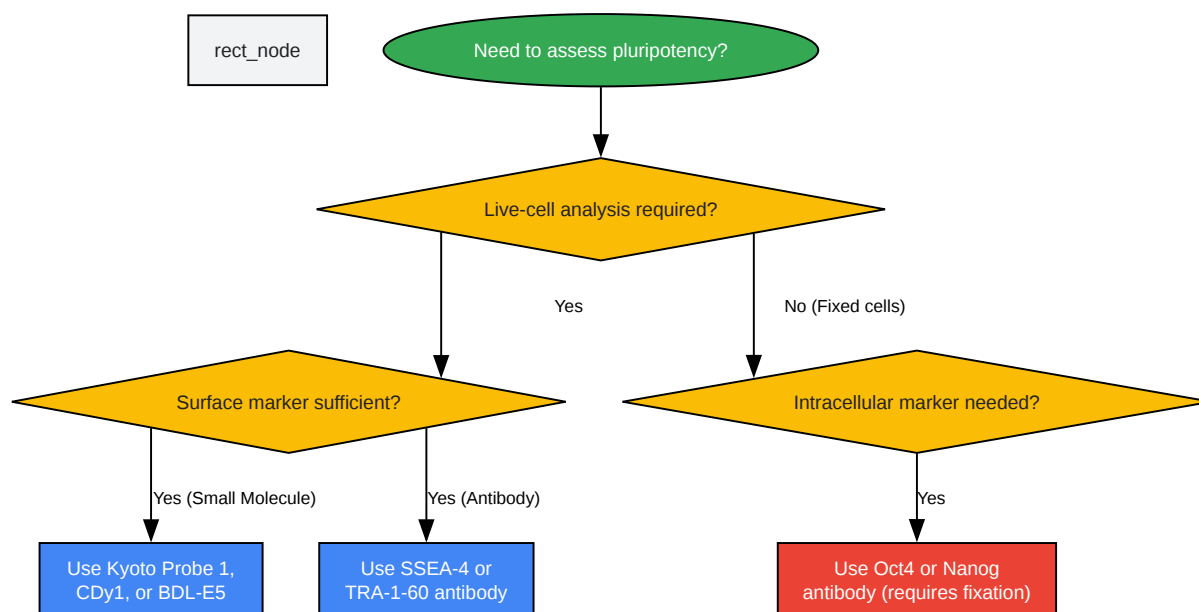 rect_node
Need to assess pluripotency?
Live-cell analysis required?
Yes
No (Fixed cells)
Surface marker sufficient?
Intracellular marker needed?
Yes (Small Molecule)
Yes (Antibody)
Yes
Use Kyoto Probe 1,
CDy1, or BDL-E5
Use SSEA-4 or
TRA-1-60 antibody
Use Oct4 or Nanog
antibody (requires fixation)